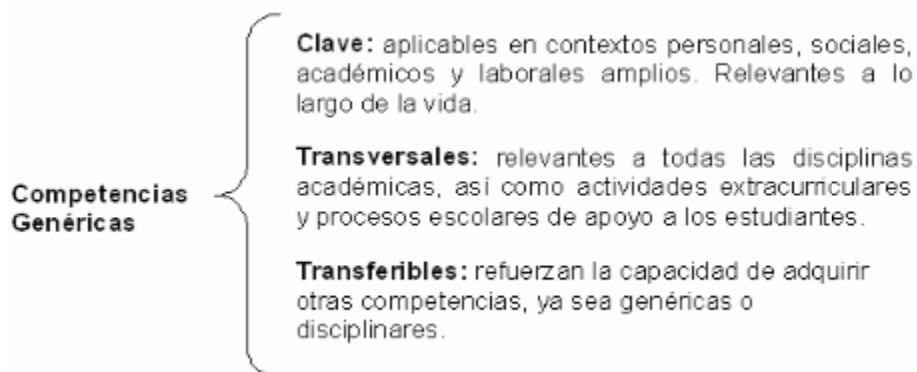 Clave: aplicables en contextos personales, sociales,
académicos y laborales amplios. Relevantes a lo
largo de la vida.
Transversales: relevantes a todas las disciplinas
académicas, así como actividades extracurriculares
y procesos escolares de apoyo a los estudiantes.
Competencias
Genéricas
Transferibles: refuerzan la capacidad de adquirir
otras competencias, ya sea genéricas o
disciplinares.